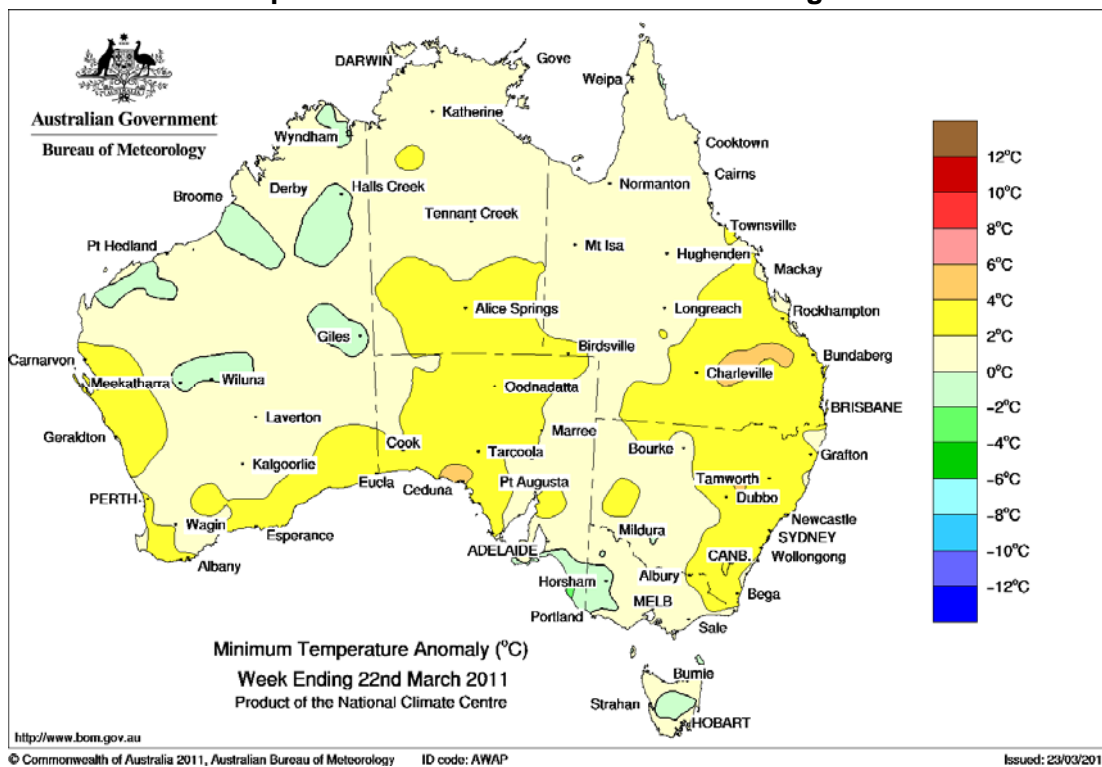 Australian Government
Bureau of Meteorology
DARWIN
Gove
Weipa
Katherine
Wyndham
Cooktown
Cairns
Derby
Halls Creek
Normanton
Broome
Tennant Creek
Townsville
Pt Hedland
Mt Isa
Hughenden
Mackay
Alice Springs
Longreach
Rockhampton
Giles
Birdsville
Carnarvon
Bundaberg
Meekatharra
Wiluna
Oodnadatta
Charleville
BRISBANE
Laverton
Marree
Geraldton
Cook
Bourke
Grafton
Kalgoorlie
Tarcoola
Tamworth
Eucla
Pt Augusta
Ceduna
Dubbo
PERTH
Wagin
Newcastle
Esperance
Mildura
SYDNEY
ADELAIDE
CANB.
Wollongong
Albany
Horsham
Albury
Bega
MELB
Portland
Sale
Burnie
Strahan
HOBART
12°C
10°C
8°C
6°C
4°C
2°C
0°C
-2°C
-4°C
-6°C
-8°C
-10°C
-12°C
Minimum Temperature Anomaly (°C)
Week Ending 22nd March 2011
Product of the National Climate Centre
http://www.bom.gov.au
© Commonwealth of Australia 2011, Australian Bureau of Meteorology ID code: AWAP Issued: 23/03/201